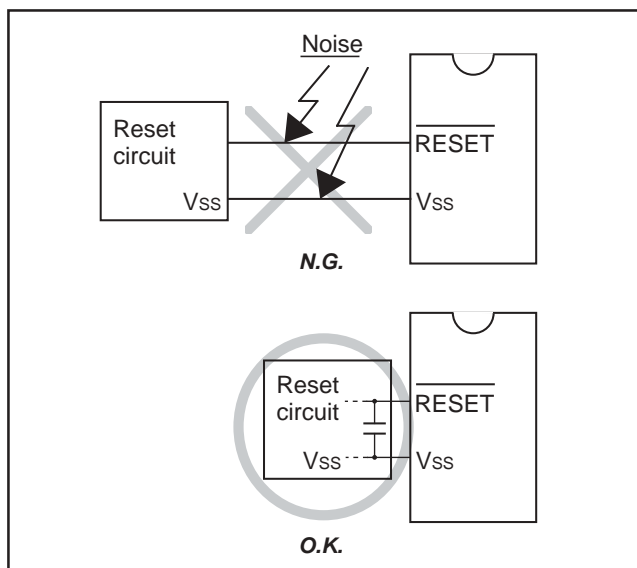 Noise
Reset
circuit
RESET
Vss
Vss
N.G.
Reset
circuit
RESET
Vss
Vss
O.K.